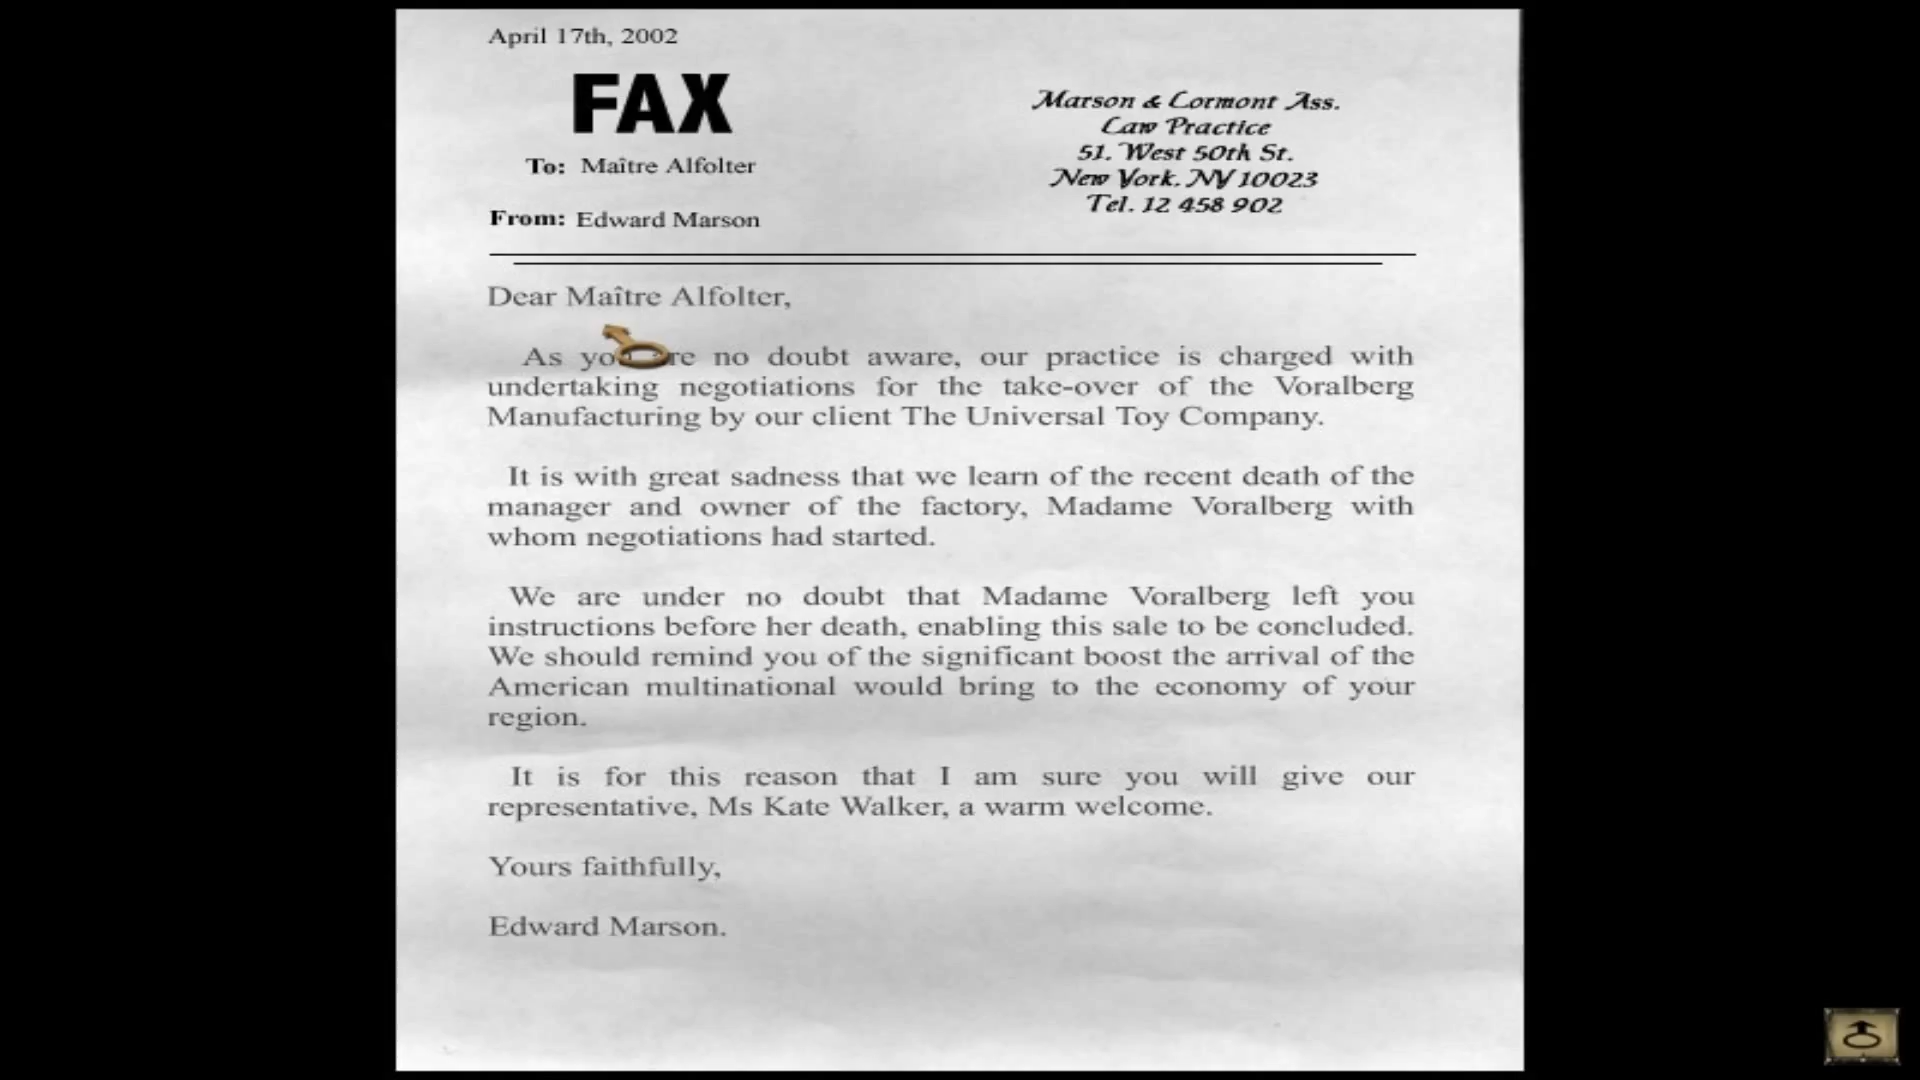 April 17th, 2002
FAX
To: Maître Alfolter
From: Edward Marson
Marson & Cormont Ass.
Law Practice
51. West 50th St.
New York. NY 10023
Tel. 12 458 902
Dear Maître Alfolter,
As you are no doubt aware, our practice is charged with
undertaking negotiations for the take-over of the Voralberg
Manufacturing by our client The Universal Toy Company.
It is with great sadness that we learn of the recent death of the
manager and owner of the factory, Madame Voralberg with
whom negotiations had started.
We are under no doubt that Madame Voralberg left you
instructions before her death, enabling this sale to be concluded.
We should remind you of the significant boost the arrival of the
American multinational would bring to the economy of your
region.
It is for this reason that I am sure you will give our
representative, Ms Kate Walker, a warm welcome.
Yours faithfully,
Edward Marson.